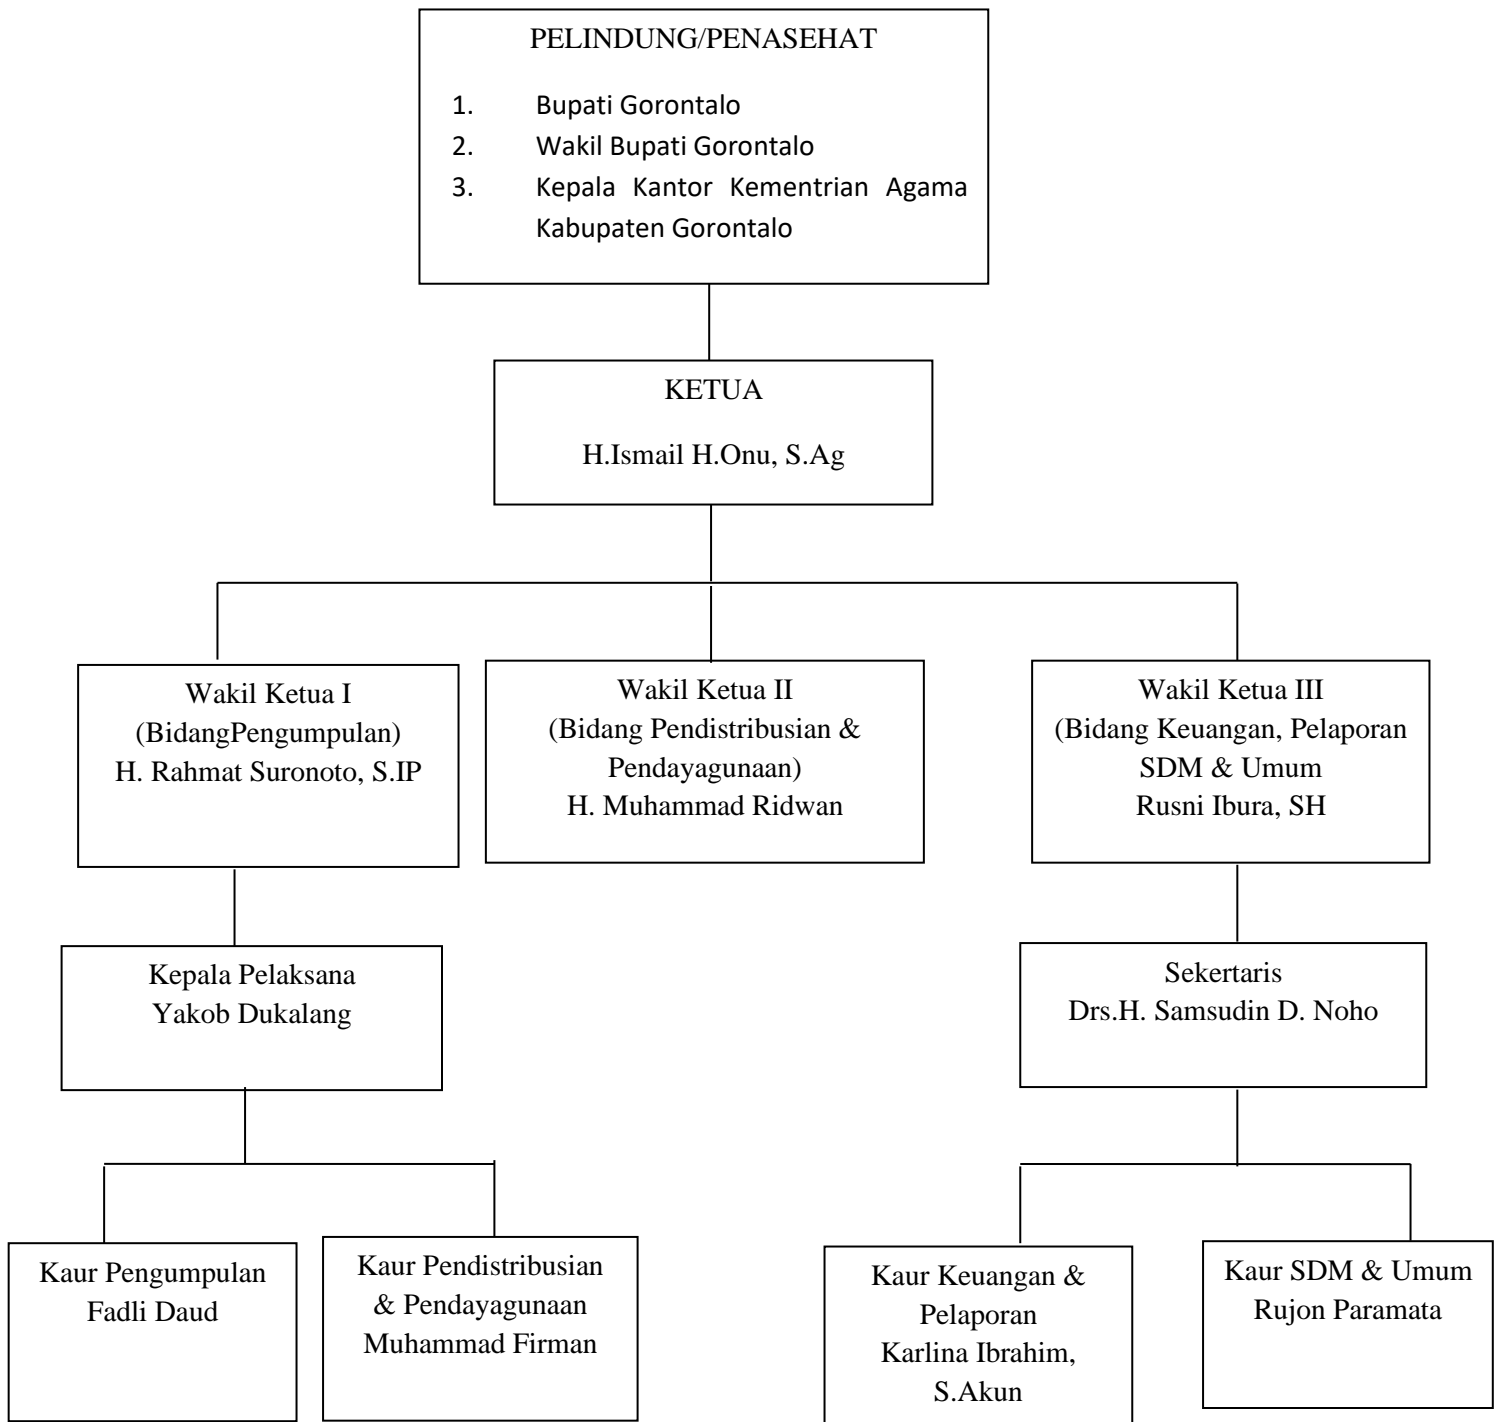 PELINDUNG/PENASEHAT
1. Bupati Gorontalo
2. Wakil Bupati Gorontalo
3. Kepala Kantor Kementrian Agama
Kabupaten Gorontalo
KETUA
H.Ismail H.Onu, S.Ag
Wakil Ketua I
(BidangPengumpulan)
H. Rahmat Suronoto, S.IP
Wakil Ketua II
(Bidang Pendistribusian &
Pendayagunaan)
H. Muhammad Ridwan
Wakil Ketua III
(Bidang Keuangan, Pelaporan
SDM & Umum
Rusni Ibura, SH
Kepala Pelaksana
Yakob Dukalang
Sekertaris
Drs.H. Samsudin D. Noho
Kaur Pengumpulan
Fadli Daud
Kaur Pendistribusian
& Pendayagunaan
Muhammad Firman
Kaur Keuangan &
Pelaporan
Karlina Ibrahim,
S.Akun
Kaur SDM & Umum
Rujon Paramata